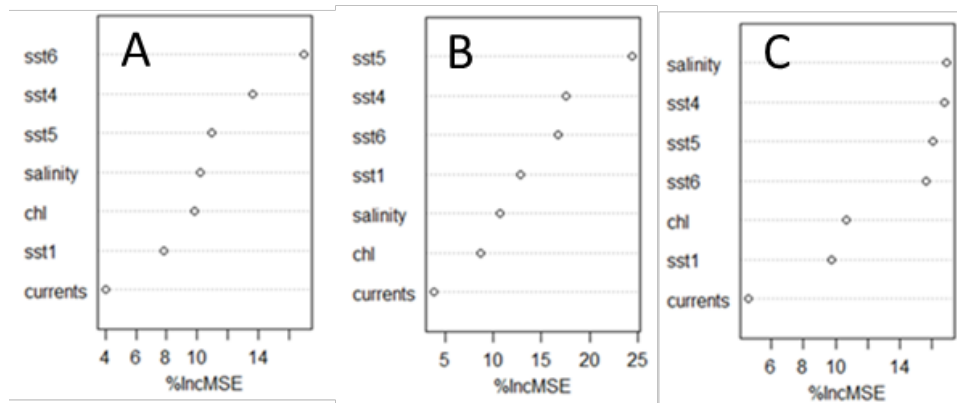 A
sst6
sst4
sst5
salinity
chl
sst1
currents
4 6 8 10 14
%IncMSE
B
sst5
sst4
sst6
sst1
salinity
chl
currents
5 10 15 20 25
%IncMSE
C
salinity
sst4
sst5
sst6
chl
sst1
currents
6 8 10 14
%IncMSE